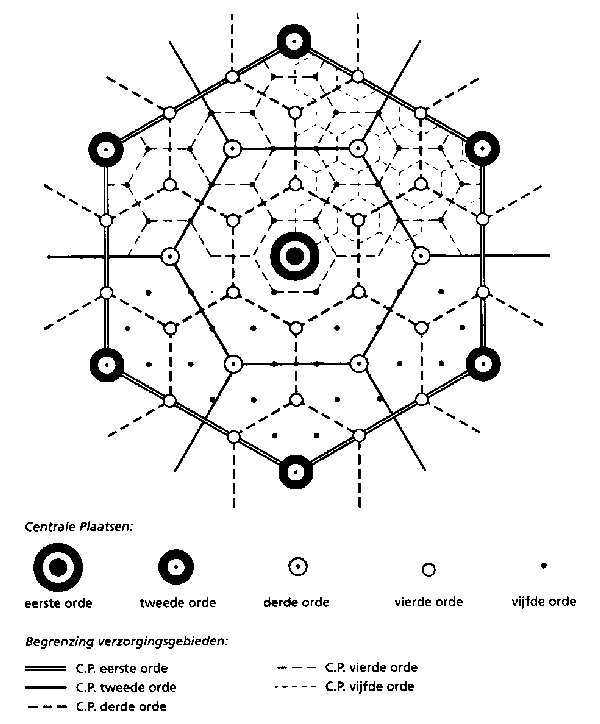 Centrale Plaatsen:
eerste orde tweede orde derde orde vierde orde vijfde orde
Begrenzing verzorgingsgebieden:
C.P. eerste orde C.P. vierde orde
C.P. tweede orde C.P. vijfde orde
C.P. derde orde